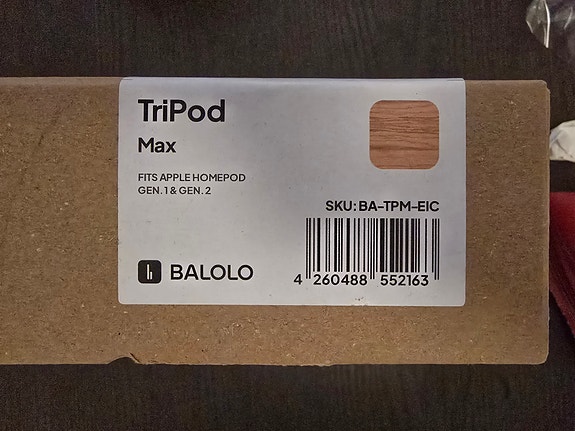 TriPod
Max
FITS APPLE HOMEPOD
GEN. 1 & GEN. 2
SKU: BA-TPM-EIC
BALOLO
4 260488 552163